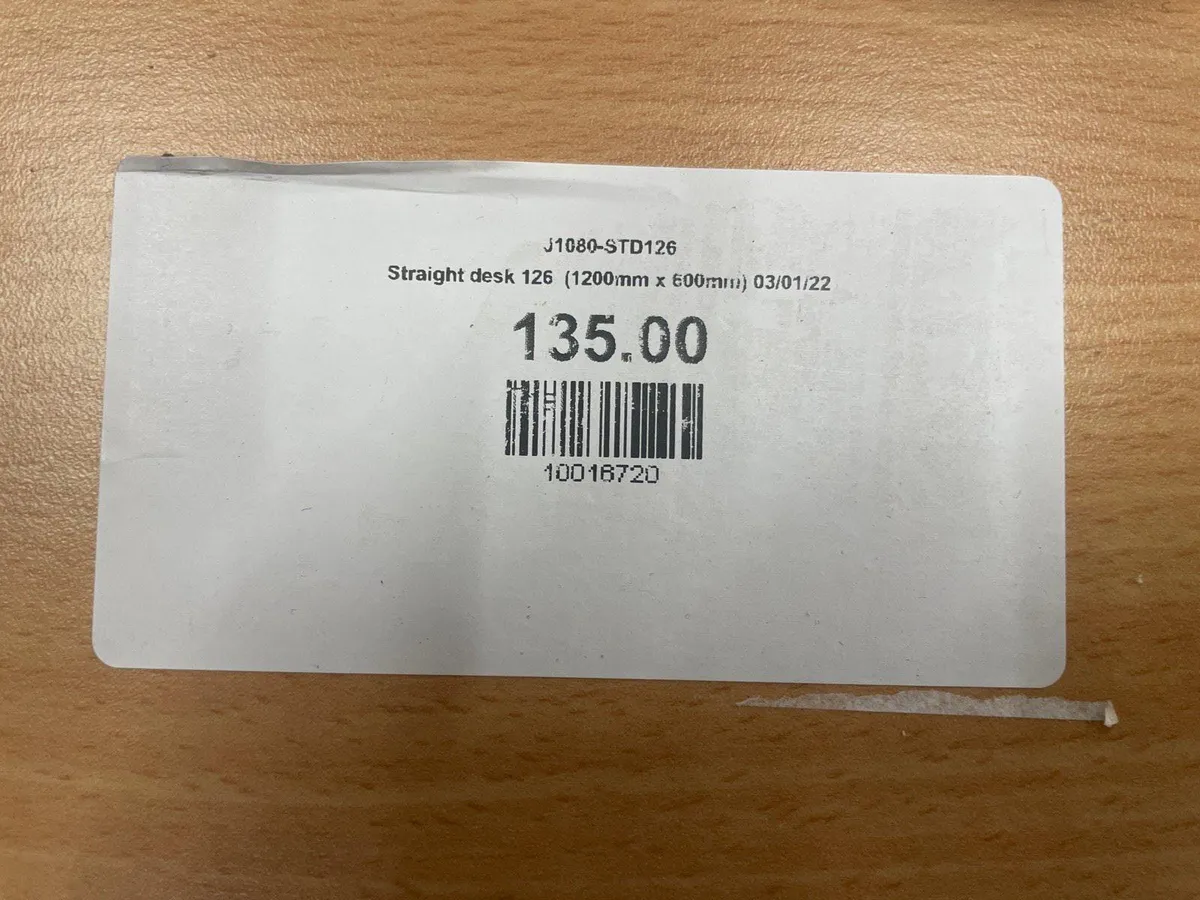 J1080-STD126
Straight desk 126 (1200mm x 600mm) 03/01/22
135.00
10016720